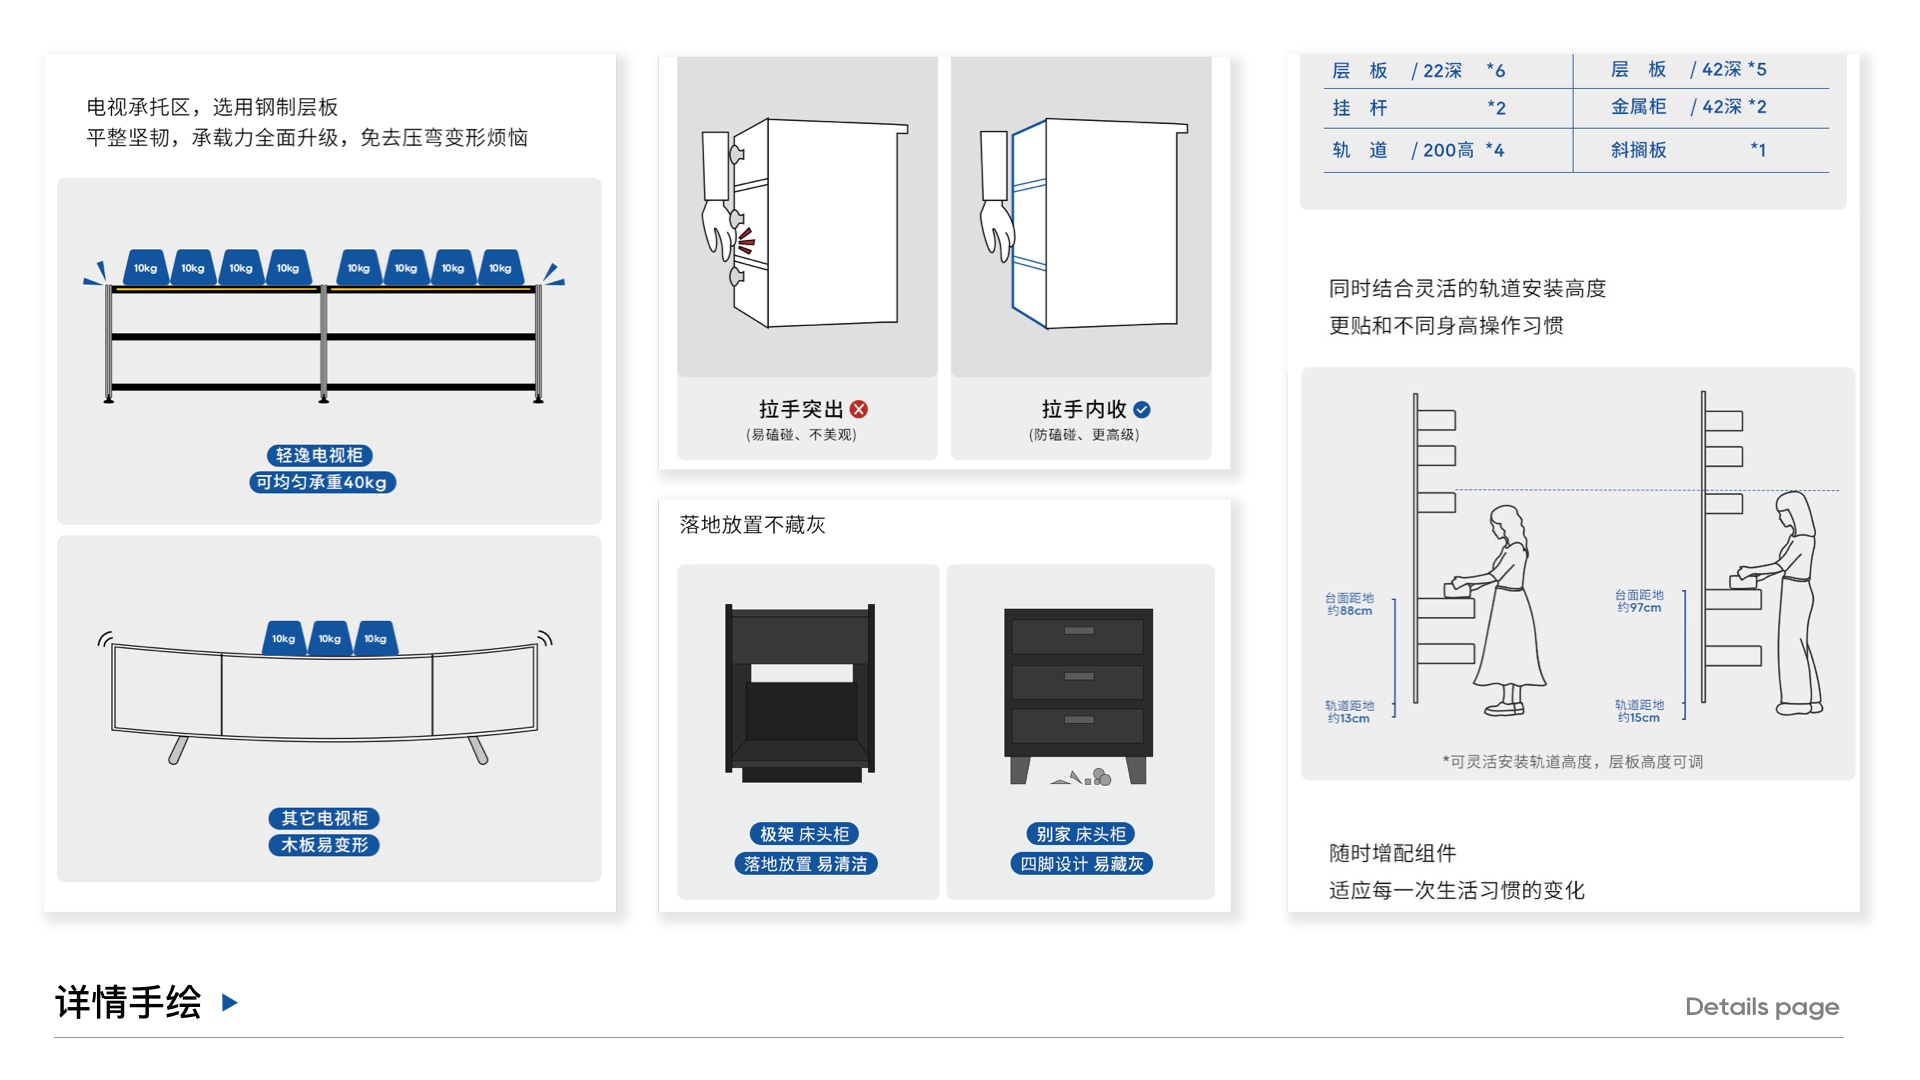 电视承托区，选用钢制层板
平整坚韧，承载力全面升级，免去压弯变形烦恼
10kg 10kg 10kg 10kg 10kg 10kg 10kg 10kg
轻逸电视柜
可均匀承重40kg
10kg 10kg 10kg
其它电视柜
木板易变形
拉手突出
(易磕碰、不美观)
拉手内收
(防磕碰、更高级)
落地放置不藏灰
极架 床头柜
落地放置 易清洁
别家 床头柜
四脚设计 易藏灰
层 板 / 22深 *6
层 板 / 42深 *5
挂 杆 *2
金属柜 / 42深 *2
轨 道 / 200高 *4
斜搁板 *1
同时结合灵活的轨道安装高度
更贴和不同身高操作习惯
台面距地
约88cm
轨道距地
约13cm
台面距地
约97cm
轨道距地
约15cm
*可灵活安装轨道高度，层板高度可调
随时增配组件
适应每一次生活习惯的变化
详情手绘
Details page